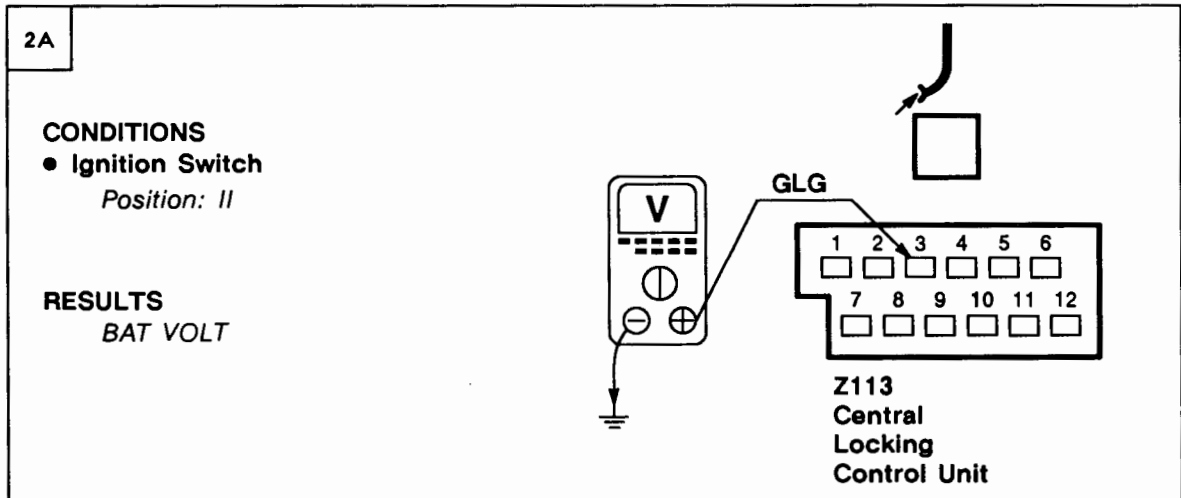 2A
CONDITIONS
● Ignition Switch
Position: II
RESULTS
BAT VOLT
V
GLG
1 2 3 4 5 6
7 8 9 10 11 12
Z113
Central
Locking
Control Unit